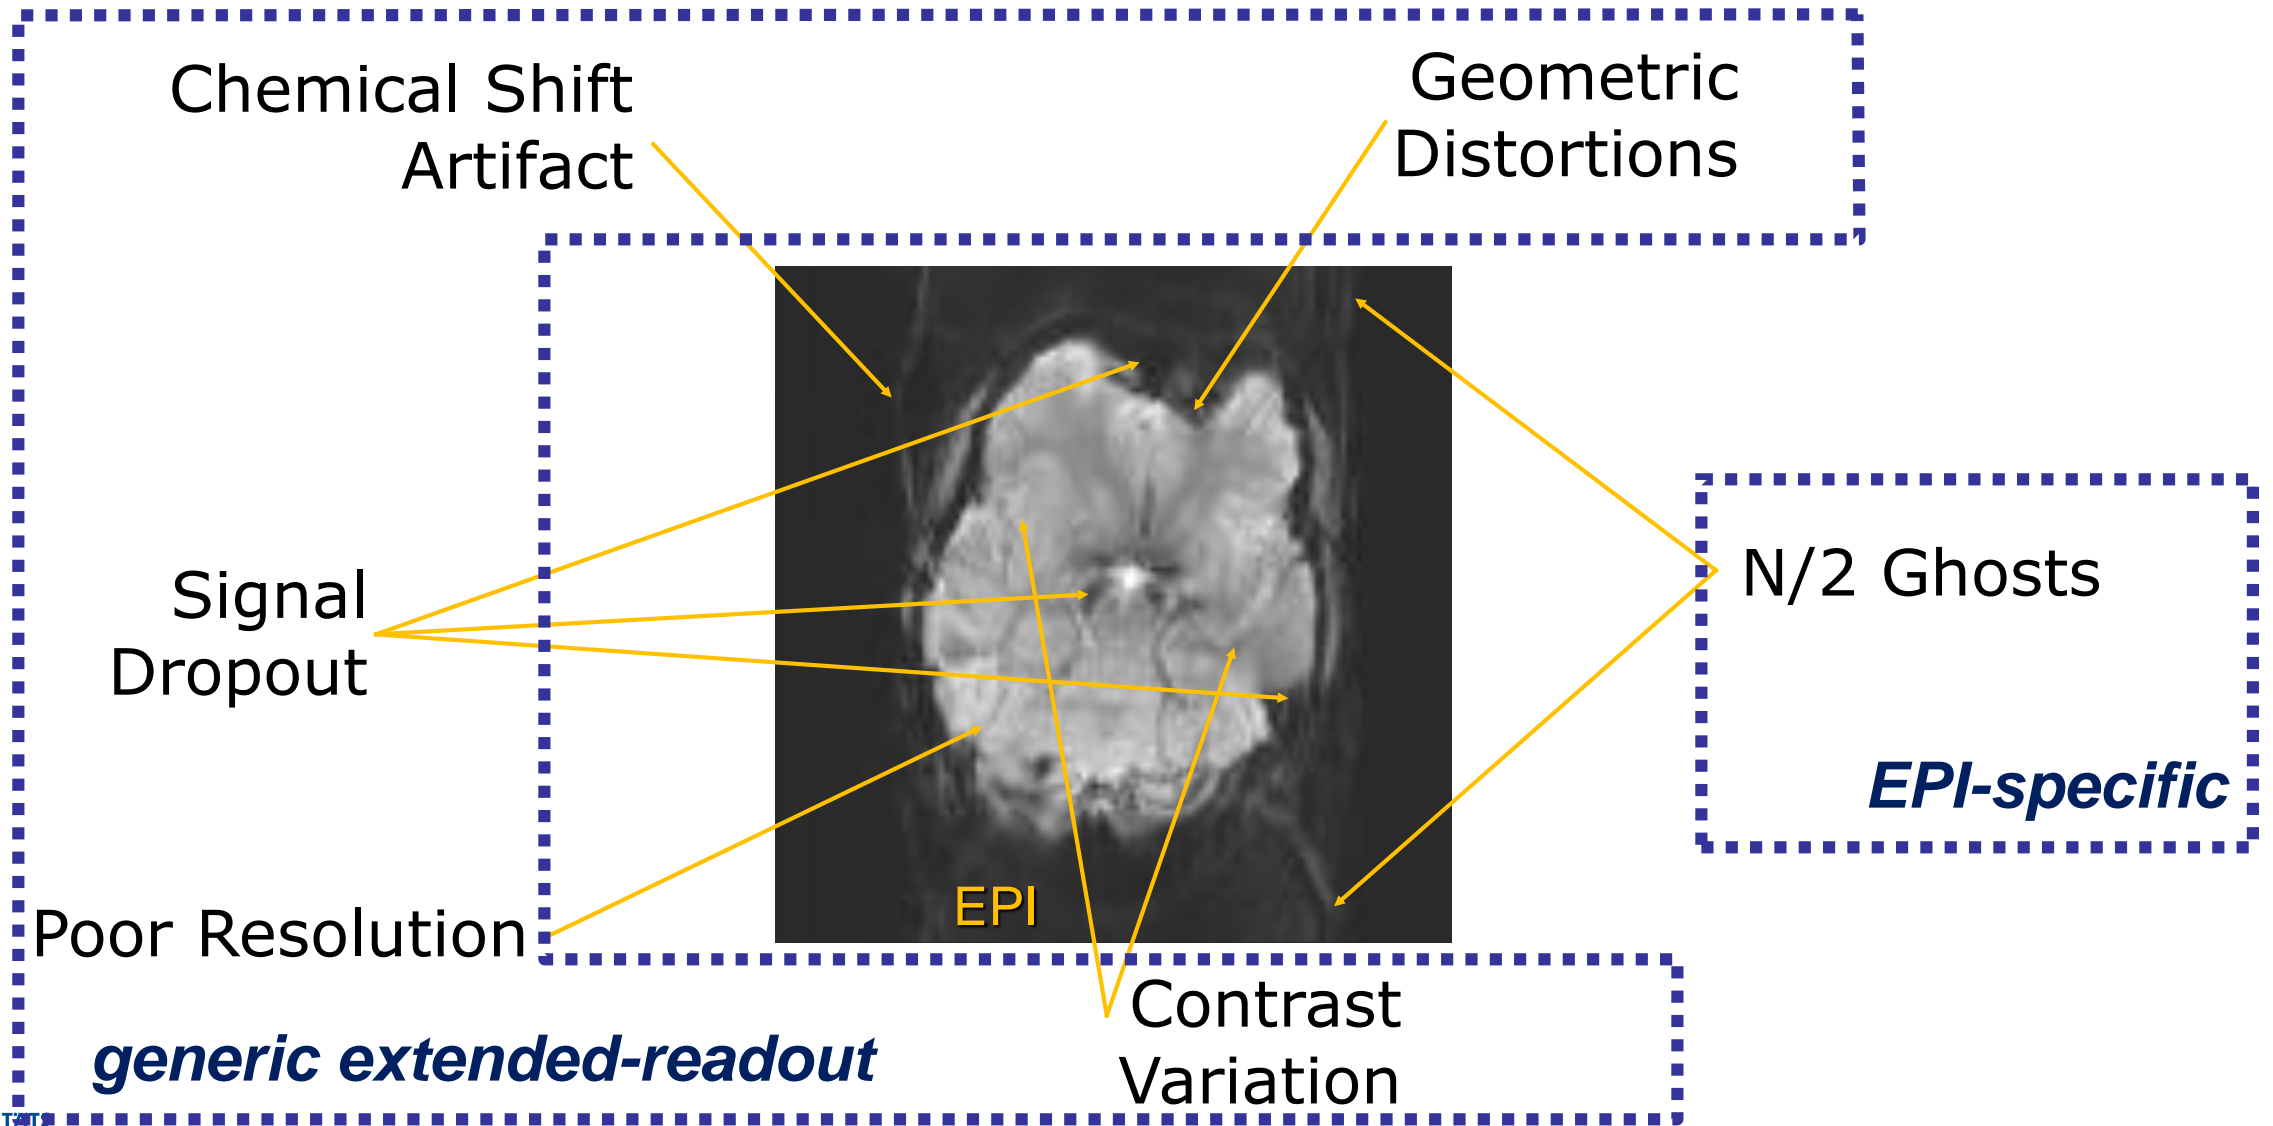 Chemical Shift
Artifact
Geometric
Distortions
Signal
Dropout
N/2 Ghosts
EPI-specific
Poor Resolution
EPI
Contrast
Variation
generic extended-readout